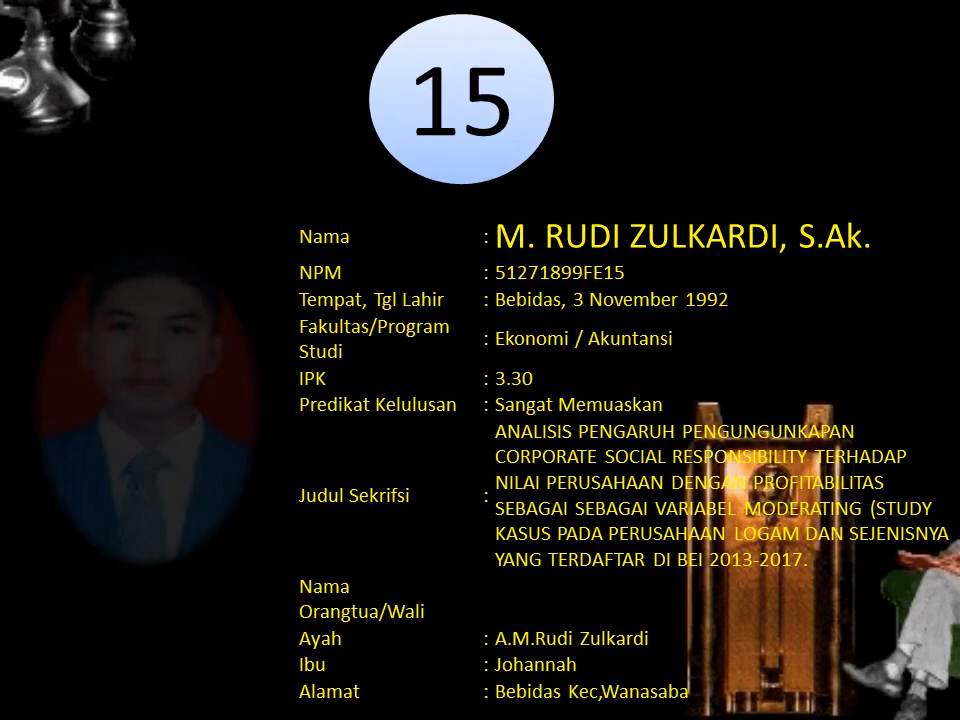 15
Nama : M. RUDI ZULKARDI, S.Ak.
NPM : 51271899FE15
Tempat, Tgl Lahir : Bebidas, 3 November 1992
Fakultas/Program
Studi : Ekonomi / Akuntansi
IPK : 3.30
Predikat Kelulusan : Sangat Memuaskan
Judul Sekrifsi : ANALISIS PENGARUH PENGUNGUNKAPAN
CORPORATE SOCIAL RESPONSIBILITY TERHADAP
NILAI PERUSAHAAN DENGAN PROFITABILITAS
SEBAGAI SEBAGAI VARIABEL MODERATING (STUDY
KASUS PADA PERUSAHAAN LOGAM DAN SEJENISNYA
YANG TERDAFTAR DI BEI 2013-2017.
Nama
Orangtua/Wali
Ayah : A.M.Rudi Zulkardi
Ibu : Johannah
Alamat : Bebidas Kec,Wanasaba